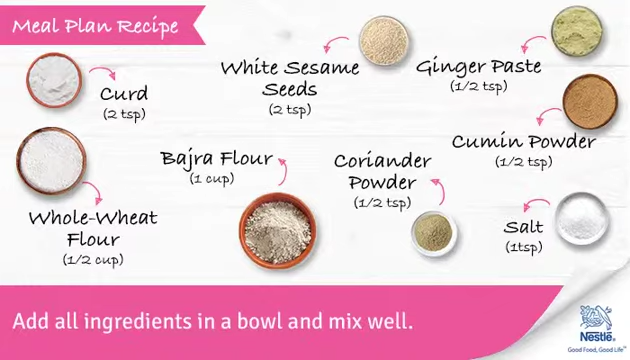 Meal Plan Recipe
Curd
(2 tsp)
White Sesame
Seeds
(2 tsp)
Ginger Paste
(1/2 tsp)
Cumin Powder
(1/2 tsp)
Bajra Flour
(1 cup)
Coriander
Powder
(1/2 tsp)
Whole-Wheat
Flour
(1/2 cup)
Salt
(1tsp)
Add all ingredients in a bowl and mix well.
Nestlé
Good Food, Good Life